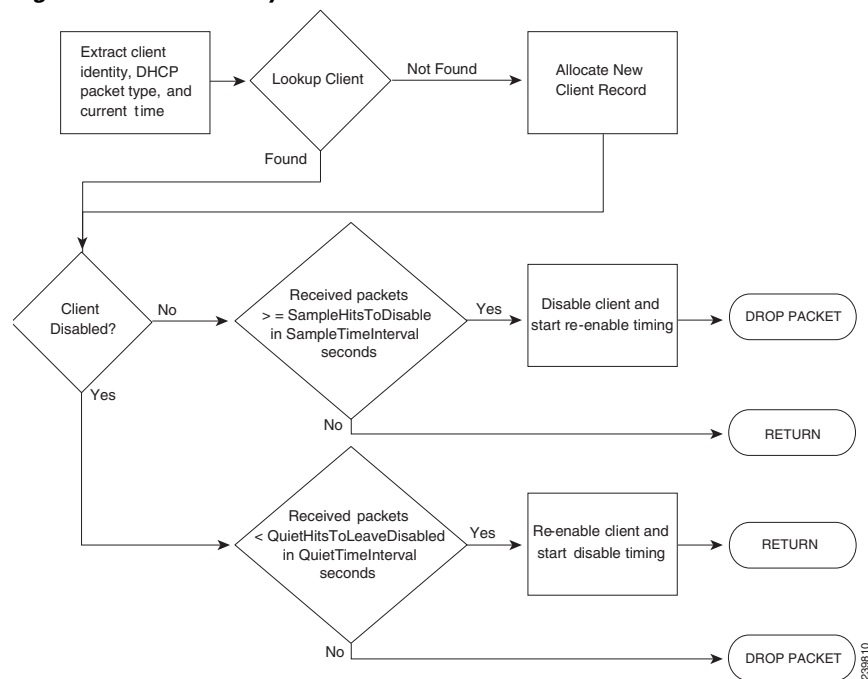 Extract client
identity, DHCP
packet type, and
current time
Lookup Client
Not Found
Allocate New
Client Record
Found
Client
Disabled?
No
Received packets
> = SampleHitsToDisable
in SampleTimeInterval
seconds
Yes
Disable client and
start re-enable timing
DROP PACKET
Yes
No
RETURN
Received packets
< QuietHitsToLeaveDisabled
in QuietTimeInterval
seconds
Yes
Re-enable client and
start disable timing
RETURN
No
DROP PACKET
239810